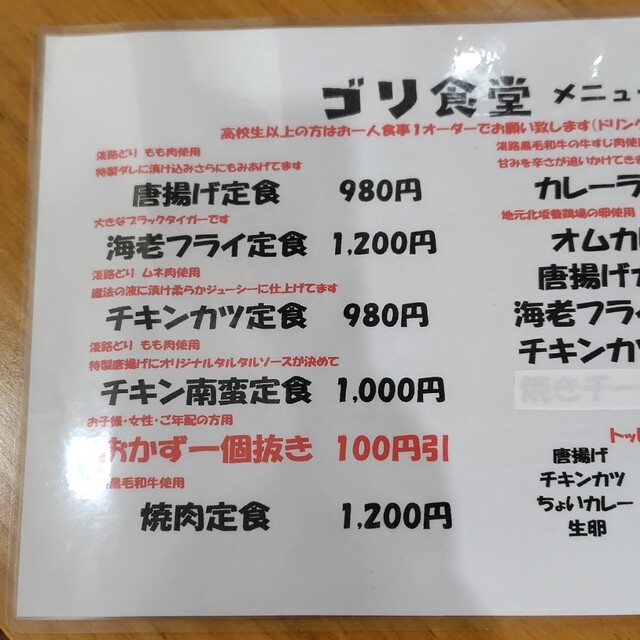 ゴリ食堂 メニュー
高校生以上の方はお一人食事1オーダーでお願い致します(ドリンク
淡路どり もも肉使用
特製ダレに漬け込みさらにもみあげてます
唐揚げ定食 980円
大きなブラックタイガーです
海老フライ定食 1,200円
淡路どり ムネ肉使用
魔法の液に漬け柔らかジューシーに仕上げてます
チキンカツ定食 980円
淡路どり もも肉使用
特製唐揚げにオリジナルタルタルソースが決めて
チキン南蛮定食 1,000円
お子様・女性・ご年配の方用
おかず一個抜き 100円引
黒毛和牛使用
焼肉定食 1,200円
淡路黒毛和牛の牛すじ肉使用
甘みを辛さが追いかけてき
カレーラ
地元北坂養鶏場の卵使用
オムカ
唐揚げカ
海老フライ
チキンカツ
焼きチー
トッピ
唐揚げ
チキンカツ
ちょいカレー
生卵